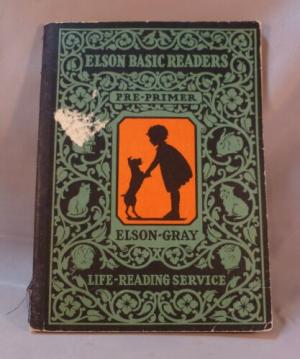 ELSON BASIC READERS
PRE-PRIMER
ELSON-GRAY
LIFE-READING SERVICE